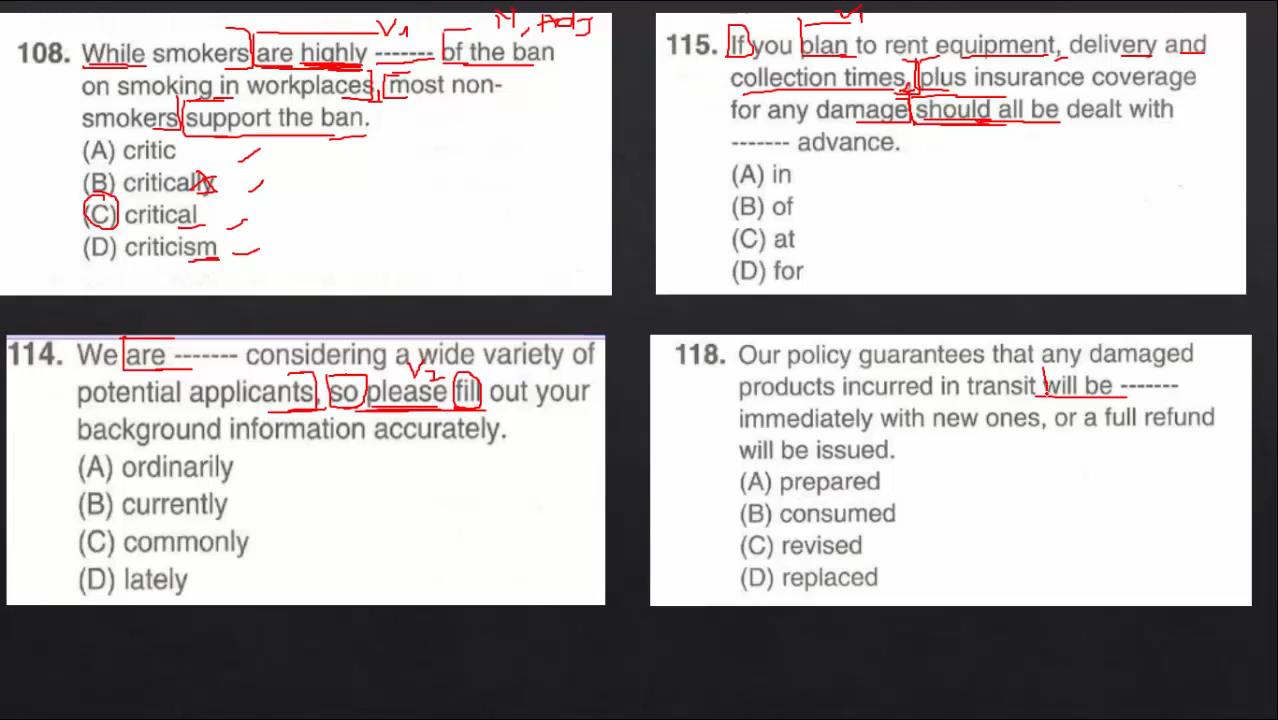 V1
N, Adj
108. While smokers are highly ------- of the ban
on smoking in workplaces, most non-
smokers support the ban.
(A) critic
(B) critically
(C) critical
(D) criticism
V1
115. If you plan to rent equipment, delivery and
collection times, plus insurance coverage
for any damage should all be dealt with
------- advance.
(A) in
(B) of
(C) at
(D) for
114. We are ------- considering a wide variety of
V2
potential applicants, so please fill out your
background information accurately.
(A) ordinarily
(B) currently
(C) commonly
(D) lately
118. Our policy guarantees that any damaged
products incurred in transit will be -------
immediately with new ones, or a full refund
will be issued.
(A) prepared
(B) consumed
(C) revised
(D) replaced